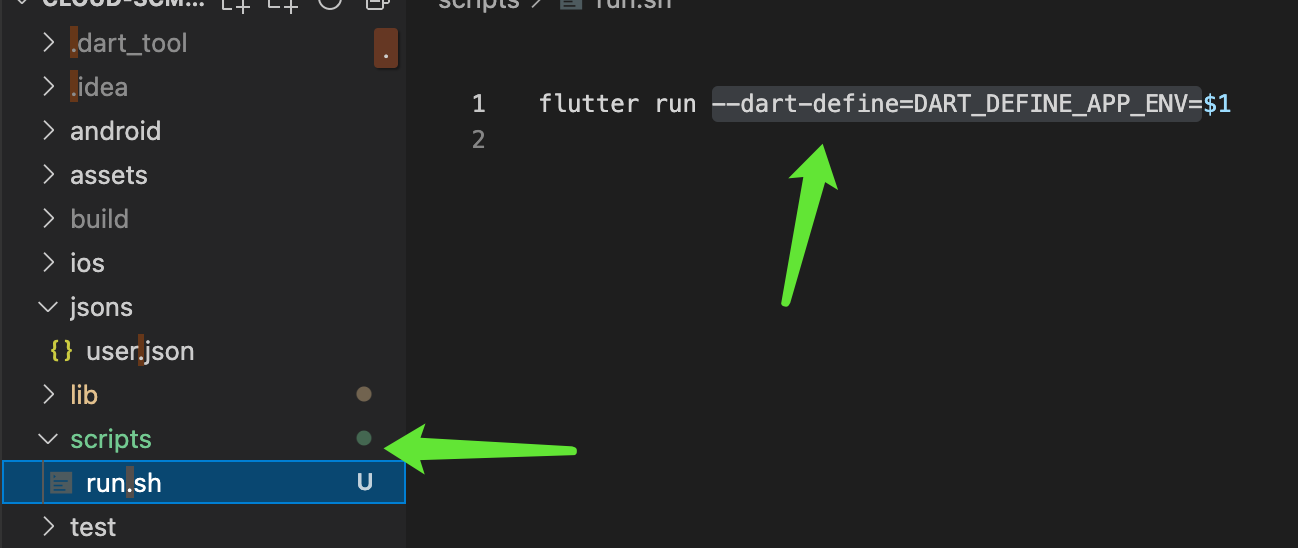 CLOUD-SCM...
.dart_tool
.idea
android
assets
build
ios
jsons
{} user.json
lib
scripts
run.sh U
test
scripts > run.sh
.
1 flutter run --dart-define=DART_DEFINE_APP_ENV=$1
2